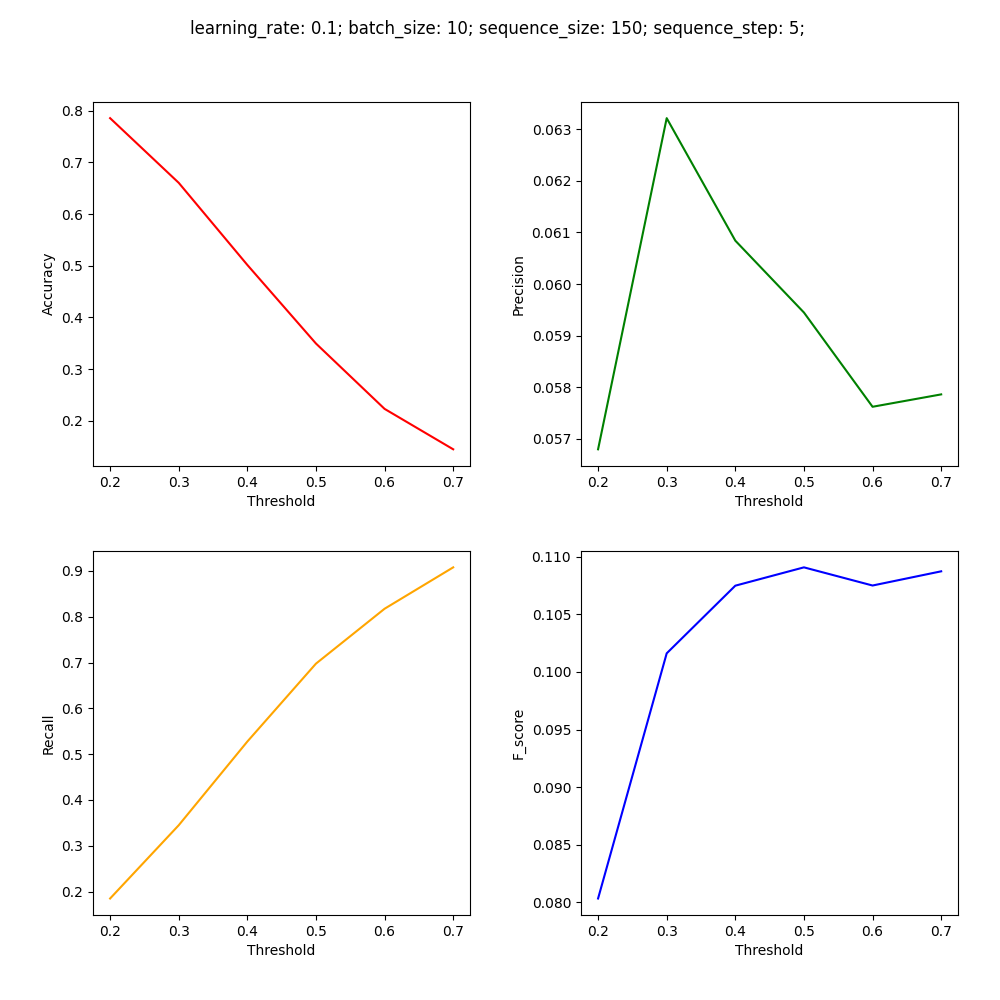 learning_rate: 0.1; batch_size: 10; sequence_size: 150; sequence_step: 5;
Accuracy
0.8
0.7
0.6
0.5
0.4
0.3
0.2
0.2 0.3 0.4 0.5 0.6 0.7
Threshold
Precision
0.063
0.062
0.061
0.060
0.059
0.058
0.057
0.2 0.3 0.4 0.5 0.6 0.7
Threshold
Recall
0.9
0.8
0.7
0.6
0.5
0.4
0.3
0.2
0.2 0.3 0.4 0.5 0.6 0.7
Threshold
F_score
0.110
0.105
0.100
0.095
0.090
0.085
0.080
0.2 0.3 0.4 0.5 0.6 0.7
Threshold